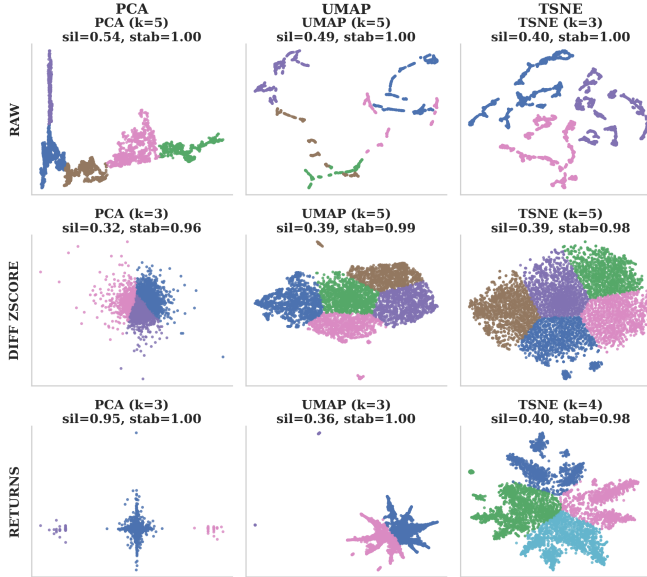 PCA
UMAP
TSNE
PCA (k=5)
sil=0.54, stab=1.00
UMAP (k=5)
sil=0.49, stab=1.00
TSNE (k=3)
sil=0.40, stab=1.00
RAW
PCA (k=3)
sil=0.32, stab=0.96
UMAP (k=5)
sil=0.39, stab=0.99
TSNE (k=5)
sil=0.39, stab=0.98
DIFF ZSCORE
PCA (k=3)
sil=0.95, stab=1.00
UMAP (k=3)
sil=0.36, stab=1.00
TSNE (k=4)
sil=0.40, stab=0.98
RETURNS